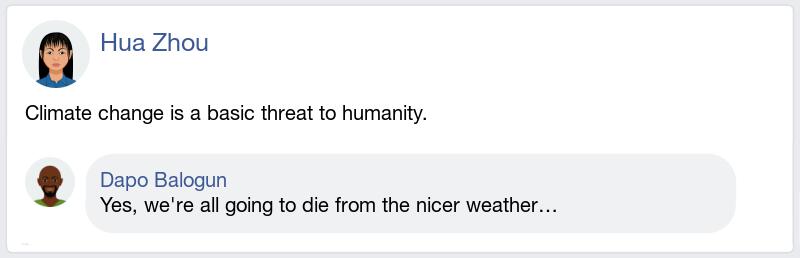 Hua Zhou
Climate change is a basic threat to humanity.
Dapo Balogun
Yes, we're all going to die from the nicer weather…